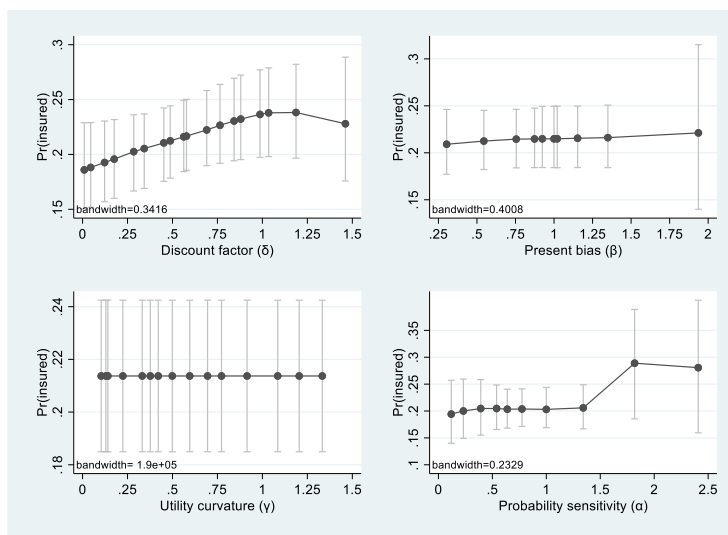 .3
.25
.2
.15
Pr(insured)
bandwidth=0.3416
0 .25 .5 .75 1 1.25 1.5
Discount factor (δ)
.3
.25
.2
.15
Pr(insured)
bandwidth=0.4008
.25 .5 .75 1 1.25 1.5 1.75 2
Present bias (β)
.24
.22
.2
.18
Pr(insured)
bandwidth= 1.9e+05
0 .25 .5 .75 1 1.25 1.5
Utility curvature (γ)
.35
.3
.25
.2
.15
.1
Pr(insured)
bandwidth=0.2329
0 .5 1 1.5 2 2.5
Probability sensitivity (α)